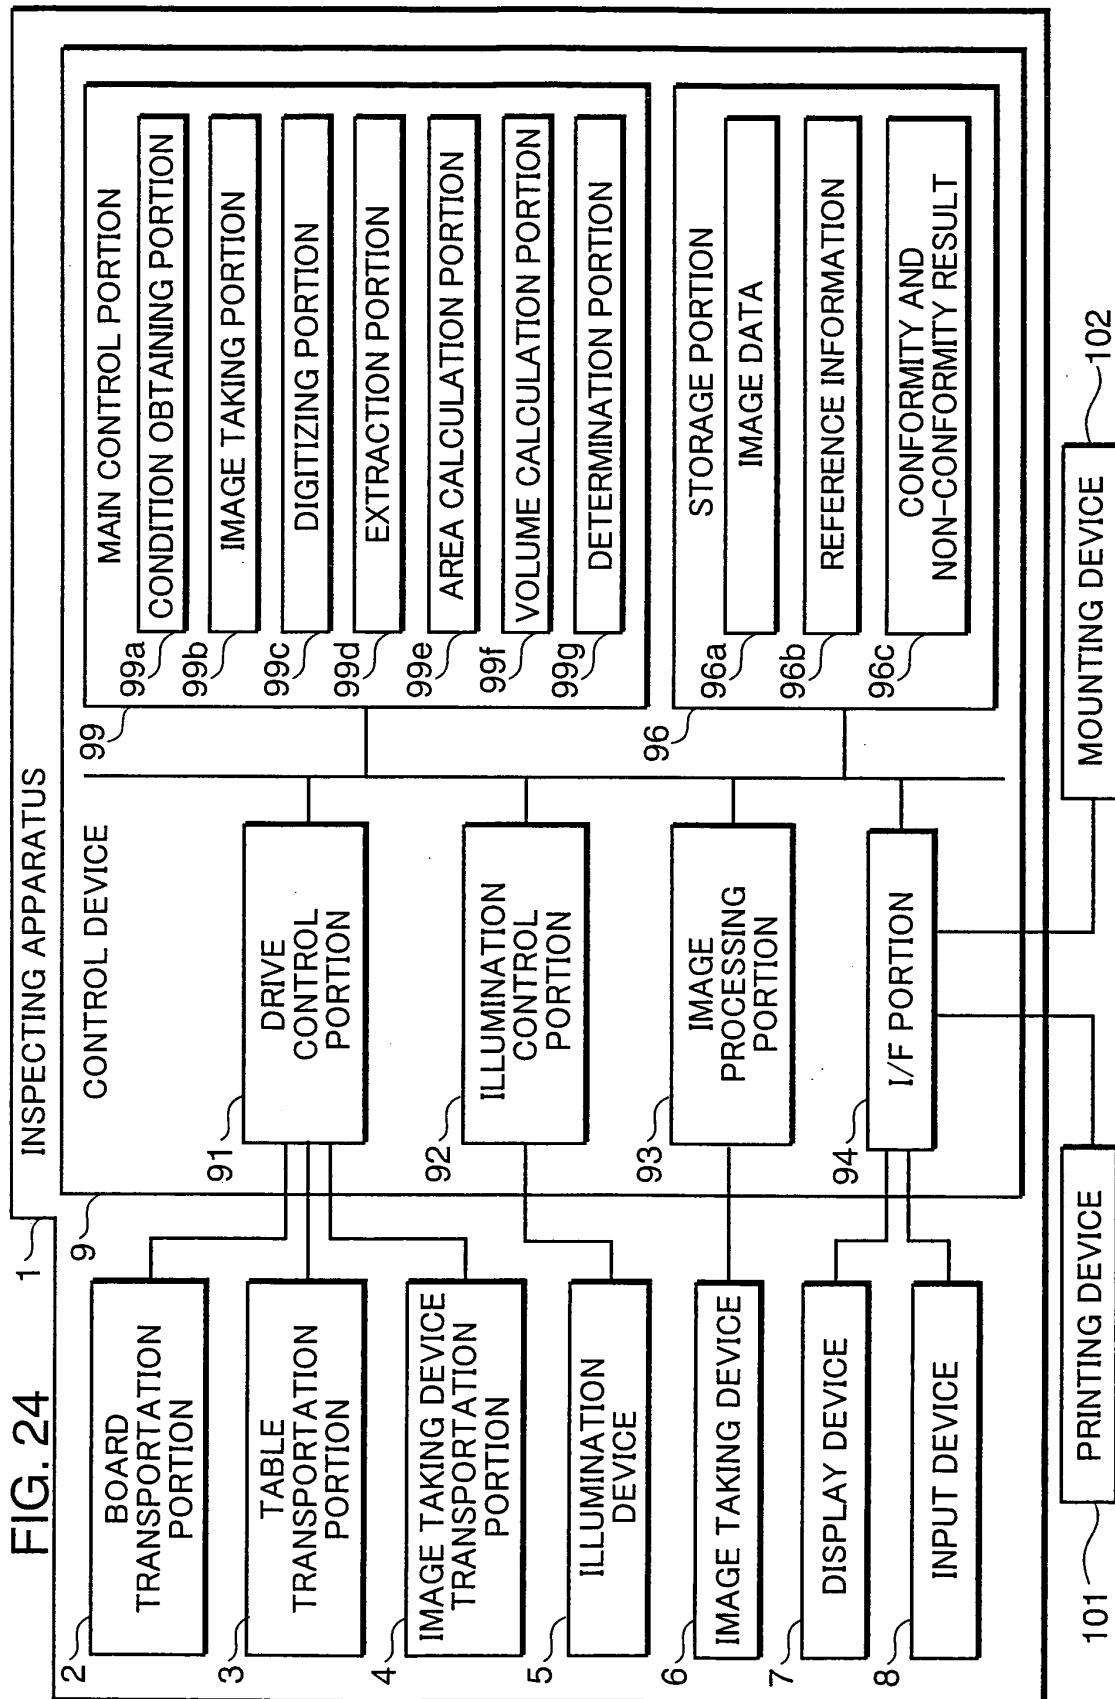 FIG. 24
1
INSPECTING APPARATUS
2
BOARD
TRANSPORTATION
PORTION
3
TABLE
TRANSPORTATION
PORTION
4
IMAGE TAKING DEVICE
TRANSPORTATION
PORTION
5
ILLUMINATION
DEVICE
6
IMAGE TAKING DEVICE
7
DISPLAY DEVICE
8
INPUT DEVICE
9
CONTROL DEVICE
91
DRIVE
CONTROL
PORTION
92
ILLUMINATION
CONTROL
PORTION
93
IMAGE
PROCESSING
PORTION
94
I/F PORTION
99
MAIN CONTROL PORTION
99a
CONDITION OBTAINING PORTION
99b
IMAGE TAKING PORTION
99c
DIGITIZING PORTION
99d
EXTRACTION PORTION
99e
AREA CALCULATION PORTION
99f
VOLUME CALCULATION PORTION
99g
DETERMINATION PORTION
96
STORAGE PORTION
96a
IMAGE DATA
96b
REFERENCE INFORMATION
96c
CONFORMITY AND
NON-CONFORMITY RESULT
101
PRINTING DEVICE
MOUNTING DEVICE
102